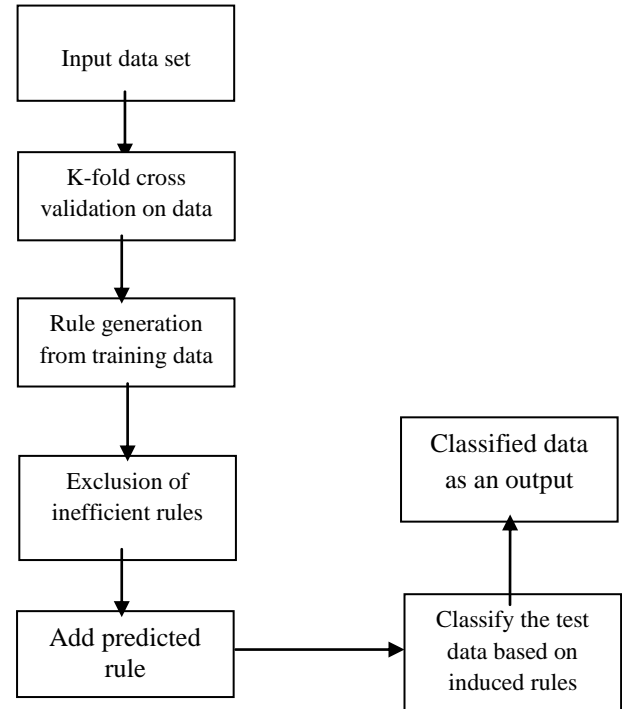 Input data set
K-fold cross
validation on data
Rule generation
from training data
Exclusion of
inefficient rules
Add predicted
rule
Classify the test
data based on
induced rules
Classified data
as an output